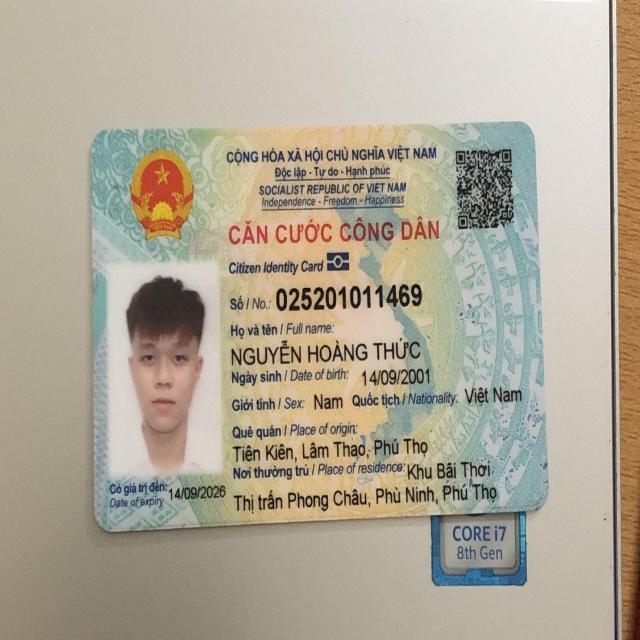 CỘNG HÒA XÃ HỘI CHỦ NGHĨA VIỆT NAM
Độc lập - Tự do - Hạnh phúc
SOCIALIST REPUBLIC OF VIET NAM
Independence - Freedom - Happiness
CĂN CƯỚC CÔNG DÂN
Citizen Identity Card
Số / No.: 025201011469
Họ và tên / Full name:
NGUYỄN HOÀNG THỨC
Ngày sinh / Date of birth: 14/09/2001
Giới tính / Sex: Nam Quốc tịch / Nationality: Việt Nam
Quê quán / Place of origin:
Tiên Kiên, Lâm Thao, Phú Thọ
Nơi thường trú / Place of residence: Khu Bãi Thơi
Thị trấn Phong Châu, Phù Ninh, Phú Thọ
Có giá trị đến: 14/09/2026
Date of expiry
CORE i7
8th Gen